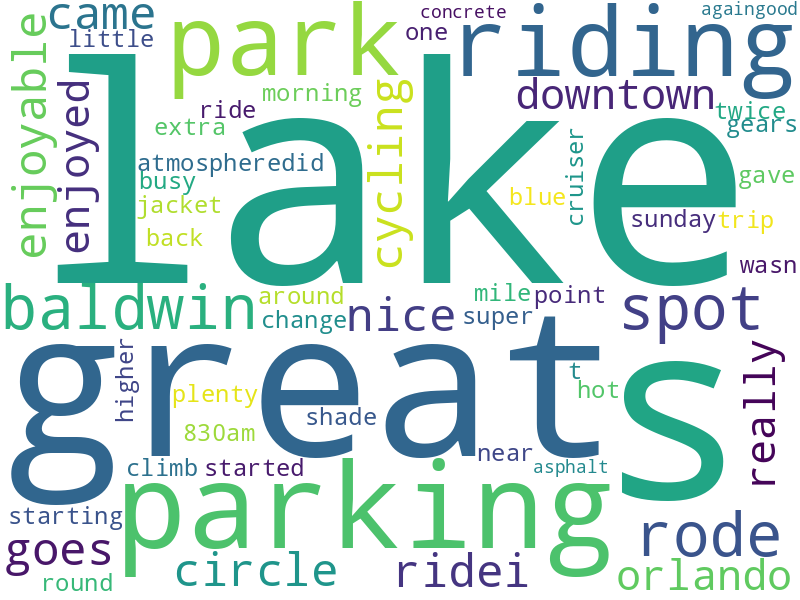 came
little
park
concrete
one
riding
againgood
enjoyable
enjoyed
lake
morning
ride
extra
cycling
downtown
twice
gears
atmospheredid
busy
jacket
back
blue
cruiser
gave
sunday
trip
wasn
baldwin
around
change
nice
mile
point
super
spot
great
s
higher
plenty
shade
830am
t
hot
really
climb
started
near
asphalt
starting
parking
goes
round
circle
ridei
rode
orlando